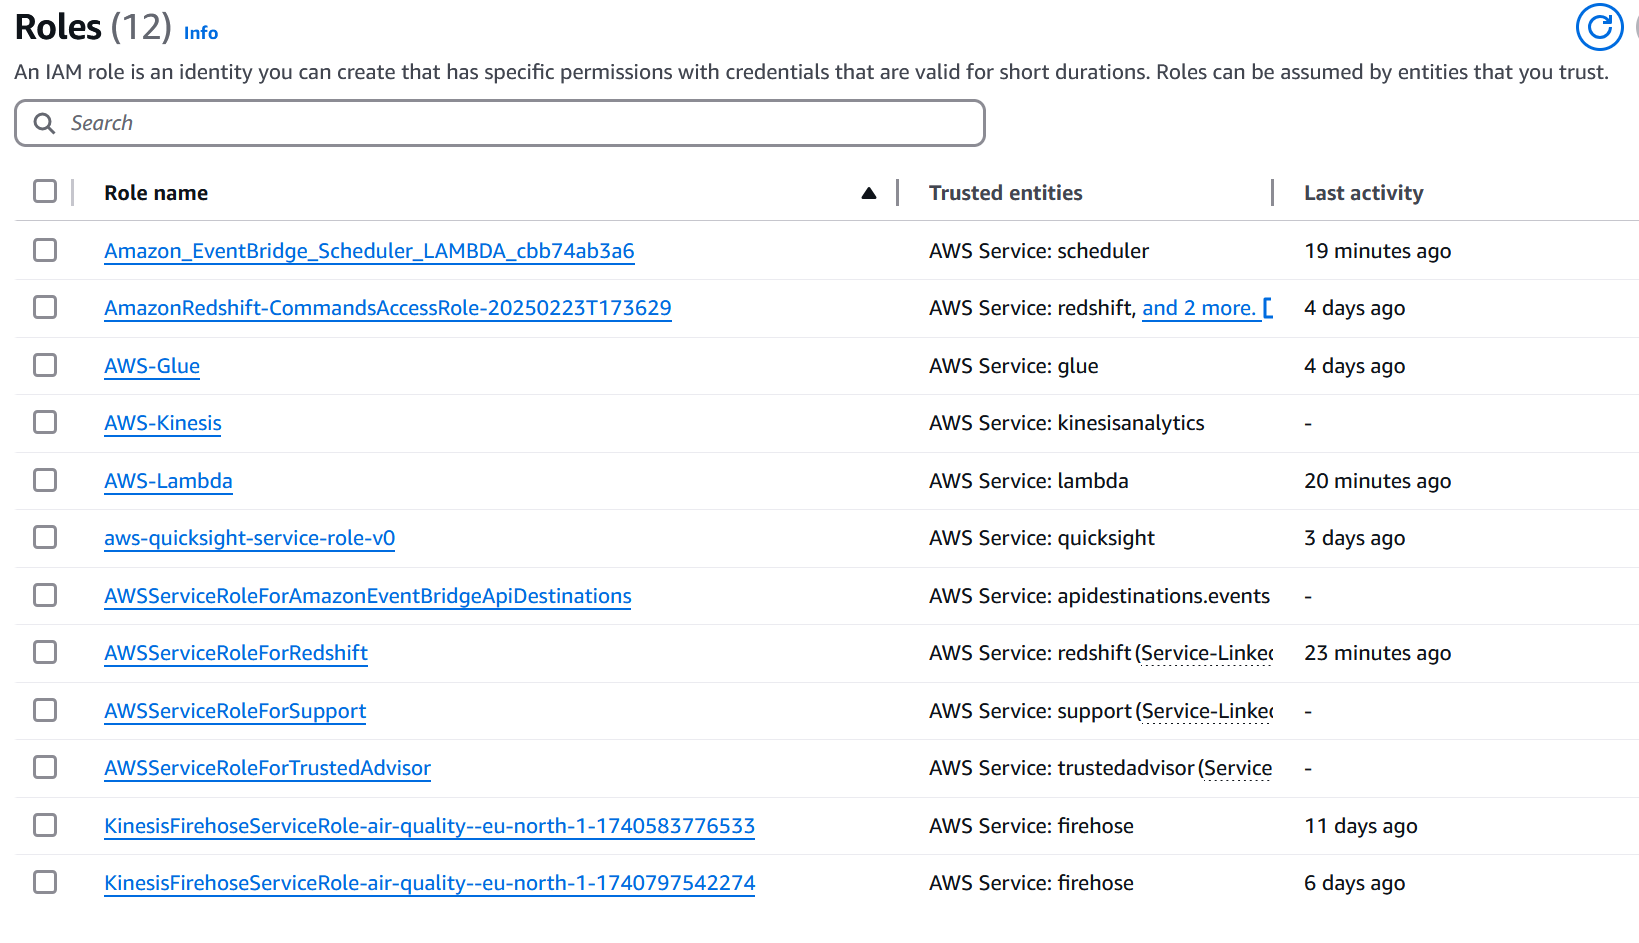 Roles (12) Info
An IAM role is an identity you can create that has specific permissions with credentials that are valid for short durations. Roles can be assumed by entities that you trust.
Search
Role name Trusted entities Last activity
Amazon_EventBridge_Scheduler_LAMBDA_cbb74ab3a6 AWS Service: scheduler 19 minutes ago
AmazonRedshift-CommandsAccessRole-20250223T173629 AWS Service: redshift, and 2 more. 4 days ago
AWS-Glue AWS Service: glue 4 days ago
AWS-Kinesis AWS Service: kinesisanalytics -
AWS-Lambda AWS Service: lambda 20 minutes ago
aws-quicksight-service-role-v0 AWS Service: quicksight 3 days ago
AWSServiceRoleForAmazonEventBridgeApiDestinations AWS Service: apidestinations.events -
AWSServiceRoleForRedshift AWS Service: redshift (Service-Linked 23 minutes ago
AWSServiceRoleForSupport AWS Service: support (Service-Linked -
AWSServiceRoleForTrustedAdvisor AWS Service: trustedadvisor (Service -
KinesisFirehoseServiceRole-air-quality--eu-north-1-1740583776533 AWS Service: firehose 11 days ago
KinesisFirehoseServiceRole-air-quality--eu-north-1-1740797542274 AWS Service: firehose 6 days ago